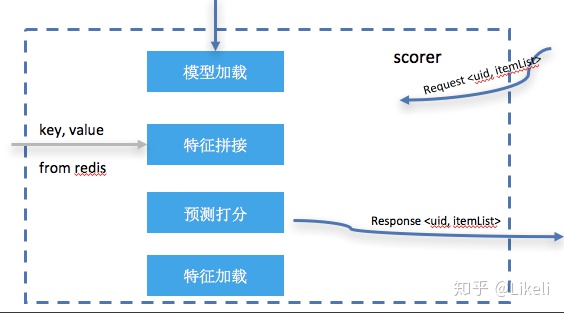 scorer
模型加载
Request <uid, itemList>
key, value
特征拼接
from redis
预测打分
Response <uid, itemList>
特征加载
知乎 @Likeli